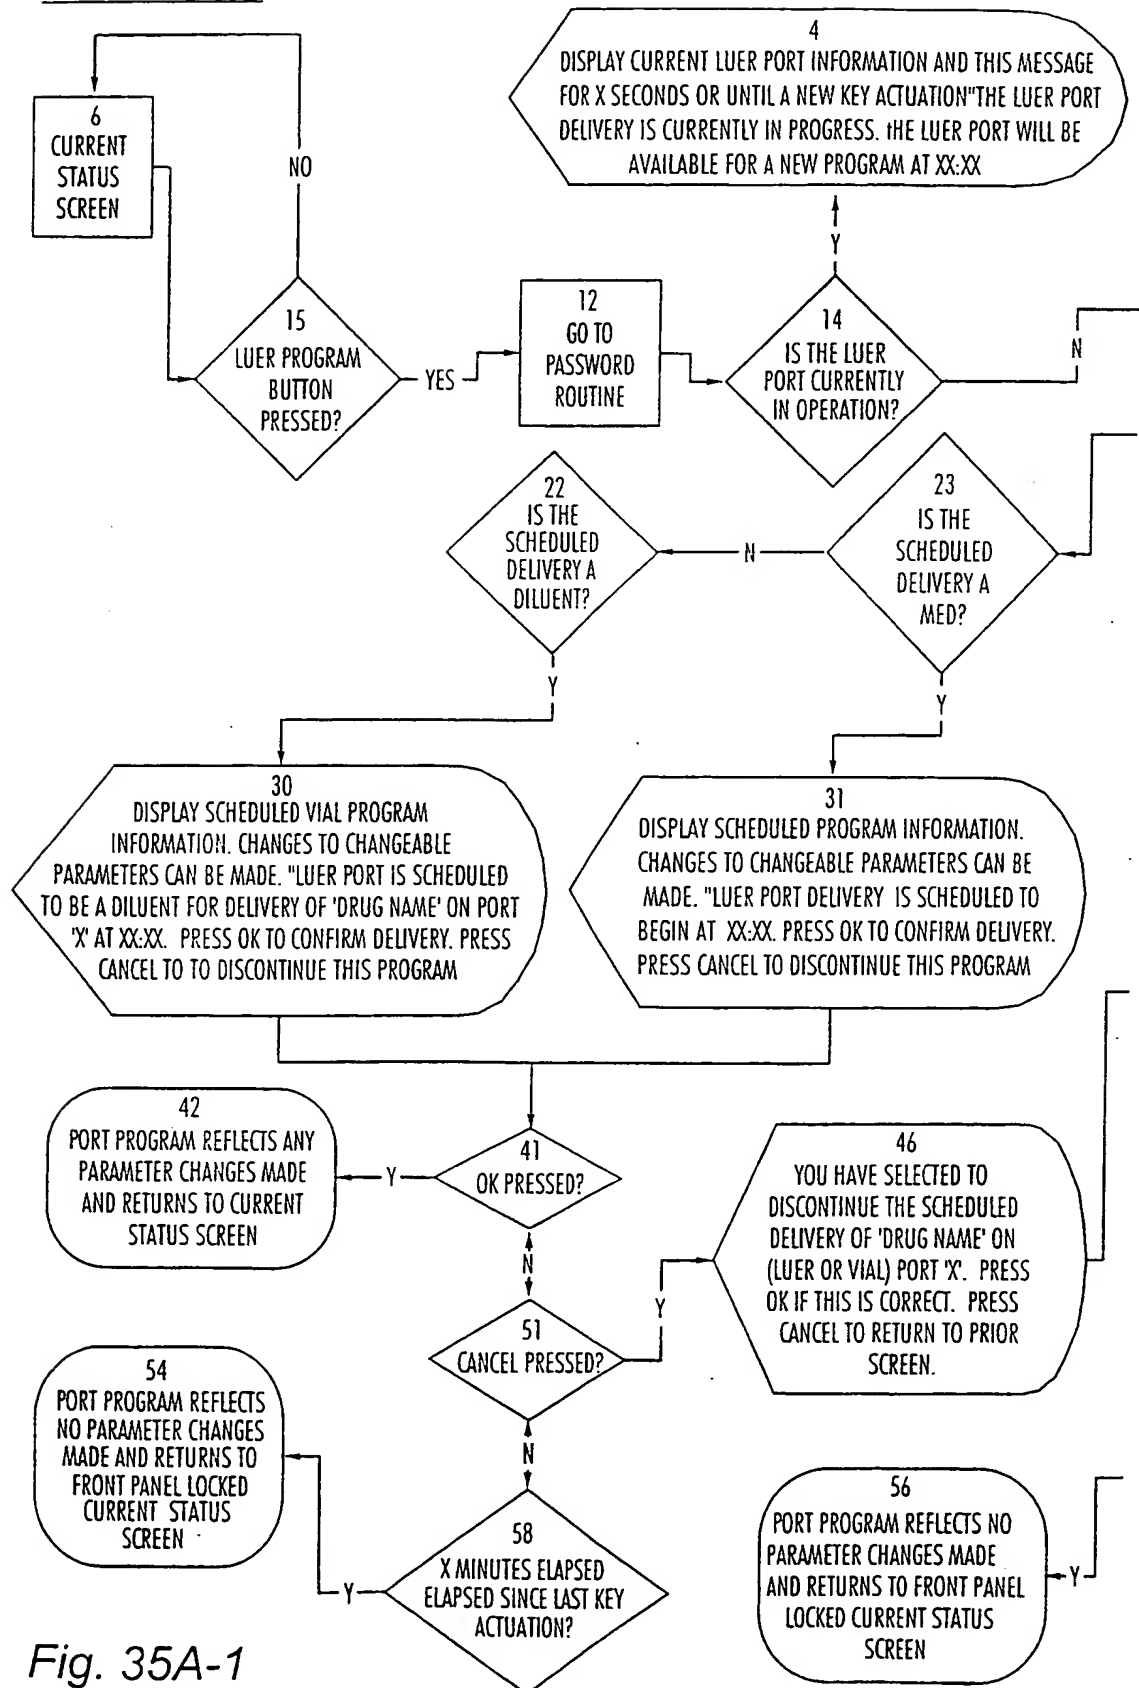 4
DISPLAY CURRENT LUER PORT INFORMATION AND THIS MESSAGE
FOR X SECONDS OR UNTIL A NEW KEY ACTUATION"THE LUER PORT
DELIVERY IS CURRENTLY IN PROGRESS. tHE LUER PORT WILL BE
AVAILABLE FOR A NEW PROGRAM AT XX:XX
6
CURRENT
STATUS
SCREEN
NO
Y
15
LUER PROGRAM
BUTTON
PRESSED?
YES
12
GO TO
PASSWORD
ROUTINE
14
IS THE LUER
PORT CURRENTLY
IN OPERATION?
N
22
IS THE
SCHEDULED
DELIVERY A
DILUENT?
N
23
IS THE
SCHEDULED
DELIVERY A
MED?
Y
Y
30
DISPLAY SCHEDULED VIAL PROGRAM
INFORMATION. CHANGES TO CHANGEABLE
PARAMETERS CAN BE MADE. "LUER PORT IS SCHEDULED
TO BE A DILUENT FOR DELIVERY OF 'DRUG NAME' ON PORT
'X' AT XX:XX. PRESS OK TO CONFIRM DELIVERY. PRESS
CANCEL TO TO DISCONTINUE THIS PROGRAM
31
DISPLAY SCHEDULED PROGRAM INFORMATION.
CHANGES TO CHANGEABLE PARAMETERS CAN BE
MADE. "LUER PORT DELIVERY IS SCHEDULED TO
BEGIN AT XX:XX. PRESS OK TO CONFIRM DELIVERY.
PRESS CANCEL TO DISCONTINUE THIS PROGRAM
42
PORT PROGRAM REFLECTS ANY
PARAMETER CHANGES MADE
AND RETURNS TO CURRENT
STATUS SCREEN
Y
41
OK PRESSED?
N
46
YOU HAVE SELECTED TO
DISCONTINUE THE SCHEDULED
DELIVERY OF 'DRUG NAME' ON
(LUER OR VIAL) PORT 'X'. PRESS
OK IF THIS IS CORRECT. PRESS
CANCEL TO RETURN TO PRIOR
SCREEN.
51
CANCEL PRESSED?
Y
N
54
PORT PROGRAM REFLECTS
NO PARAMETER CHANGES
MADE AND RETURNS TO
FRONT PANEL LOCKED
CURRENT STATUS
SCREEN
Y
58
X MINUTES ELAPSED
ELAPSED SINCE LAST KEY
ACTUATION?
56
PORT PROGRAM REFLECTS NO
PARAMETER CHANGES MADE
AND RETURNS TO FRONT PANEL
LOCKED CURRENT STATUS
SCREEN
Y
Fig. 35A-1